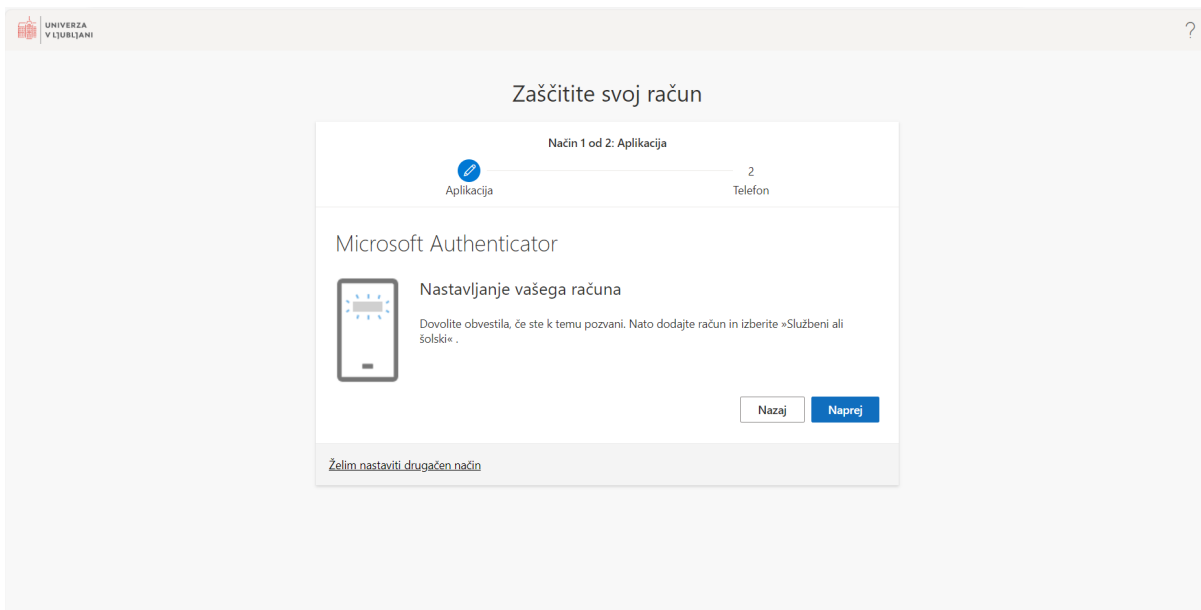 UNIVERZA
V LJUBLJANI
?
Zaščitite svoj račun
Način 1 od 2: Aplikacija
2
Aplikacija
Telefon
Microsoft Authenticator
Nastavljanje vašega računa
Dovolite obvestila, če ste k temu pozvani. Nato dodajte račun in izberite »Službeni ali
šolski« .
Nazaj
Naprej
Želim nastaviti drugačen način